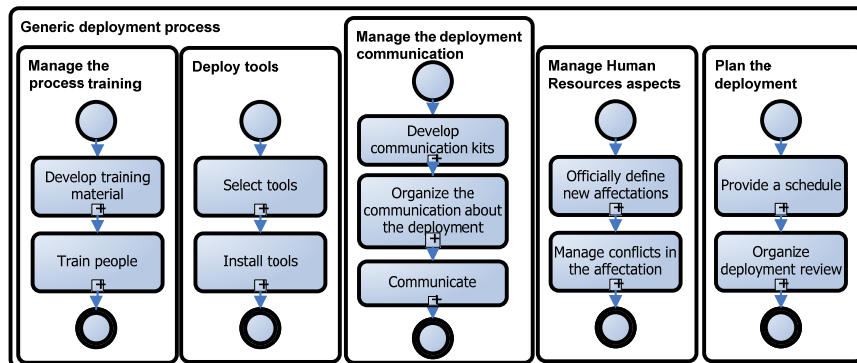 Generic deployment process
Manage the
process training
Develop training
material
Train people
Deploy tools
Select tools
Install tools
Manage the deployment
communication
Develop
communication kits
Organize the
communication about
the deployment
Communicate
Manage Human
Resources aspects
Officially define
new affectations
Manage conflicts in
the affectation
Plan the
deployment
Provide a schedule
Organize
deployment review